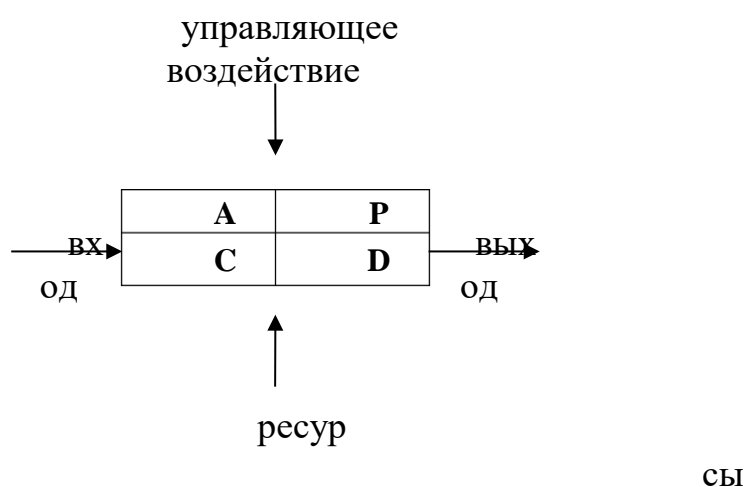 управляющее
воздействие
A P
вх вых
C D
од од
ресур
сы